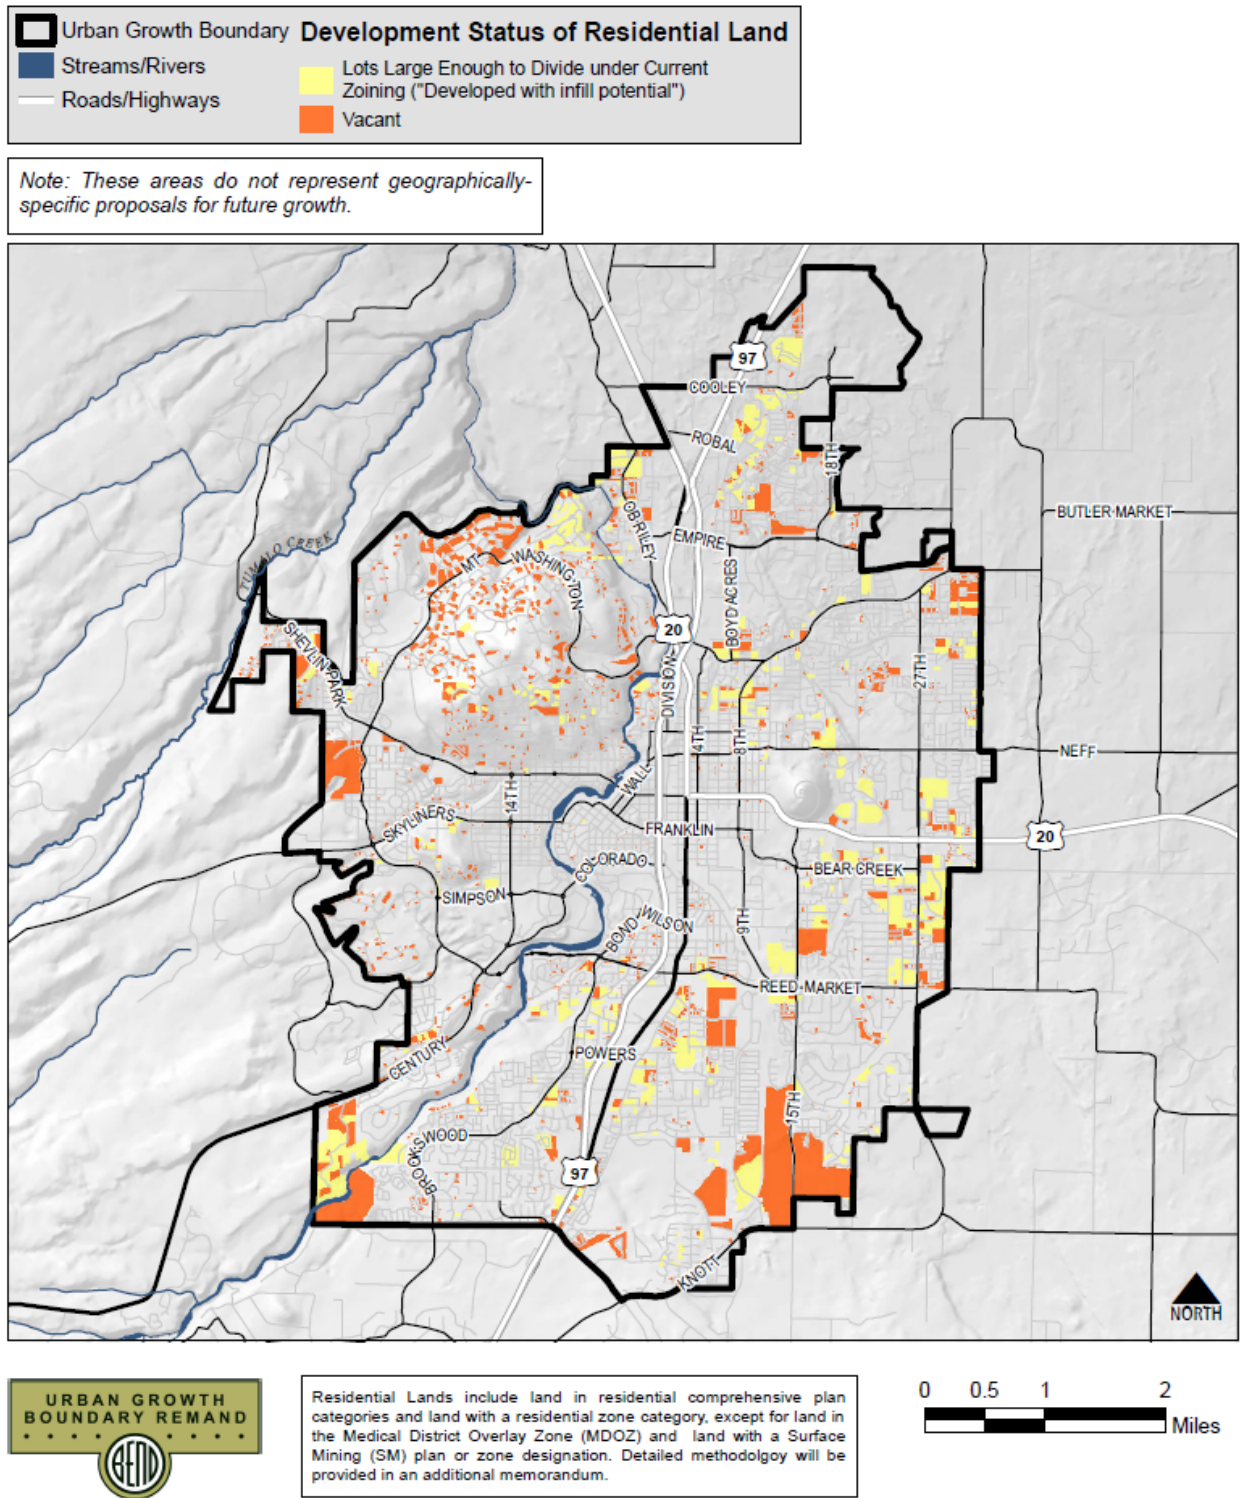 Urban Growth Boundary
Streams/Rivers
Roads/Highways
Development Status of Residential Land
Lots Large Enough to Divide under Current
Zoining ("Developed with infill potential")
Vacant
Note: These areas do not represent geographically-
specific proposals for future growth.
97
COOLEY
ROBAL
18TH
BUTLER MARKET
OB RILEY
EMPIRE
TUMALO CREEK
MT WASHINGTON
BOYD ACRES
20
SHEVLIN PARK
DIVISION
27TH
4TH
8TH
NEFF
WALL
14TH
SKYLINERS
FRANKLIN
20
COLORADO
BEAR CREEK
SIMPSON
BOND
WILSON
9TH
REED MARKET
CENTURY
POWERS
15TH
BROOKSWOOD
97
KNOTT
NORTH
URBAN GROWTH
BOUNDARY REMAND
BEND
Residential Lands include land in residential comprehensive plan
categories and land with a residential zone category, except for land in
the Medical District Overlay Zone (MDOZ) and land with a Surface
Mining (SM) plan or zone designation. Detailed methodolgoy will be
provided in an additional memorandum.
0 0.5 1 2
Miles